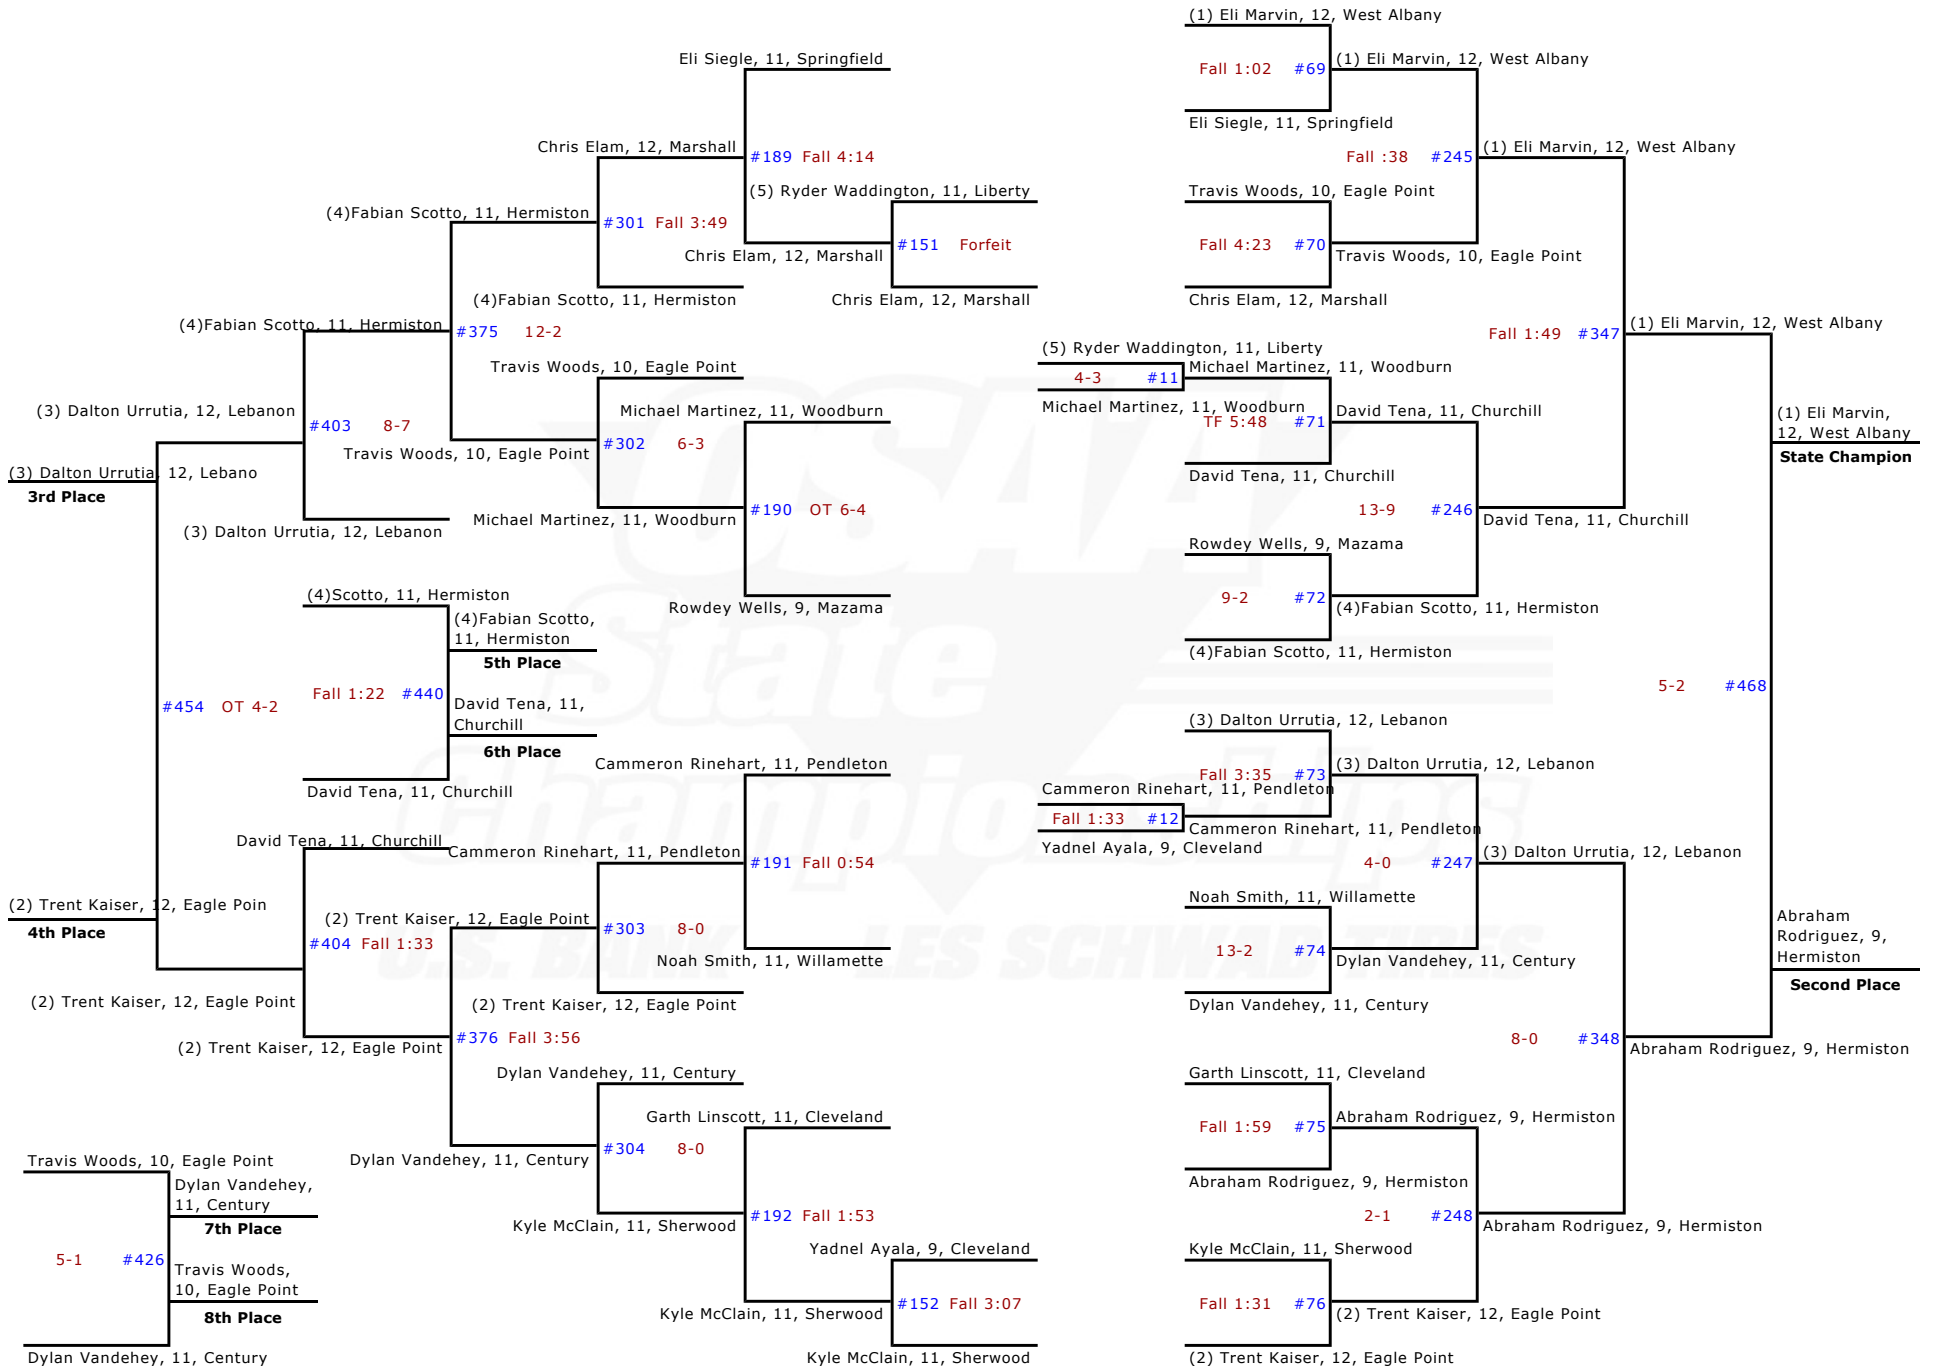 (1) Eli Marvin, 12, West Albany
Eli Siegle, 11, Springfield
(1) Eli Marvin, 12, West Albany
Fall 1:02 #69
Eli Siegle, 11, Springfield
Chris Elam, 12, Marshall
#189 Fall 4:14
Fall :38 #245
(1) Eli Marvin, 12, West Albany
(5) Ryder Waddington, 11, Liberty
Travis Woods, 10, Eagle Point
(4)Fabian Scotto, 11, Hermiston
#301 Fall 3:49
#151 Forfeit
Fall 4:23 #70
Chris Elam, 12, Marshall
Travis Woods, 10, Eagle Point
(4)Fabian Scotto, 11, Hermiston
Chris Elam, 12, Marshall
Chris Elam, 12, Marshall
(4)Fabian Scotto, 11, Hermiston
#375 12-2
Fall 1:49 #347
(1) Eli Marvin, 12, West Albany
(5) Ryder Waddington, 11, Liberty
Travis Woods, 10, Eagle Point
Michael Martinez, 11, Woodburn
4-3 #11
Michael Martinez, 11, Woodburn
(3) Dalton Urrutia, 12, Lebanon
Michael Martinez, 11, Woodburn
David Tena, 11, Churchill
(1) Eli Marvin,
12, West Albany
State Champion
#403 8-7
TF 5:48 #71
#302 6-3
Travis Woods, 10, Eagle Point
(3) Dalton Urrutia, 12, Lebano
3rd Place
David Tena, 11, Churchill
#190 OT 6-4
13-9 #246
Michael Martinez, 11, Woodburn
David Tena, 11, Churchill
(3) Dalton Urrutia, 12, Lebanon
Rowdey Wells, 9, Mazama
OSAA
(4)Scotto, 11, Hermiston
Rowdey Wells, 9, Mazama
9-2 #72
(4)Fabian Scotto, 11, Hermiston
(4)Fabian Scotto,
11, Hermiston
5th Place
State
(4)Fabian Scotto, 11, Hermiston
Fall 1:22 #440
5-2 #468
#454 OT 4-2
David Tena, 11,
Churchill
6th Place
(3) Dalton Urrutia, 12, Lebanon
Cammeron Rinehart, 11, Pendleton
Fall 3:35 #73
(3) Dalton Urrutia, 12, Lebanon
David Tena, 11, Churchill
Cammeron Rinehart, 11, Pendleton
Championships
Fall 1:33 #12
Cammeron Rinehart, 11, Pendleton
David Tena, 11, Churchill
Yadnel Ayala, 9, Cleveland
Cammeron Rinehart, 11, Pendleton
#191 Fall 0:54
4-0 #247
(3) Dalton Urrutia, 12, Lebanon
Noah Smith, 11, Willamette
(2) Trent Kaiser, 12, Eagle Poin
4th Place
(2) Trent Kaiser, 12, Eagle Point
#303 8-0
Abraham
Rodriguez, 9,
Hermiston
Second Place
#404 Fall 1:33
13-2 #74
U.S. BANK LES SCHWAB TIRES
Noah Smith, 11, Willamette
Dylan Vandehey, 11, Century
(2) Trent Kaiser, 12, Eagle Point
(2) Trent Kaiser, 12, Eagle Point
Dylan Vandehey, 11, Century
#376 Fall 3:56
8-0 #348
(2) Trent Kaiser, 12, Eagle Point
Abraham Rodriguez, 9, Hermiston
Dylan Vandehey, 11, Century
Garth Linscott, 11, Cleveland
Garth Linscott, 11, Cleveland
Abraham Rodriguez, 9, Hermiston
Fall 1:59 #75
#304 8-0
Travis Woods, 10, Eagle Point
Dylan Vandehey, 11, Century
Dylan Vandehey,
11, Century
7th Place
Abraham Rodriguez, 9, Hermiston
#192 Fall 1:53
2-1 #248
Kyle McClain, 11, Sherwood
Abraham Rodriguez, 9, Hermiston
Yadnel Ayala, 9, Cleveland
Kyle McClain, 11, Sherwood
5-1 #426
Travis Woods,
10, Eagle Point
8th Place
#152 Fall 3:07
Fall 1:31 #76
Kyle McClain, 11, Sherwood
(2) Trent Kaiser, 12, Eagle Point
Dylan Vandehey, 11, Century
Kyle McClain, 11, Sherwood
(2) Trent Kaiser, 12, Eagle Point